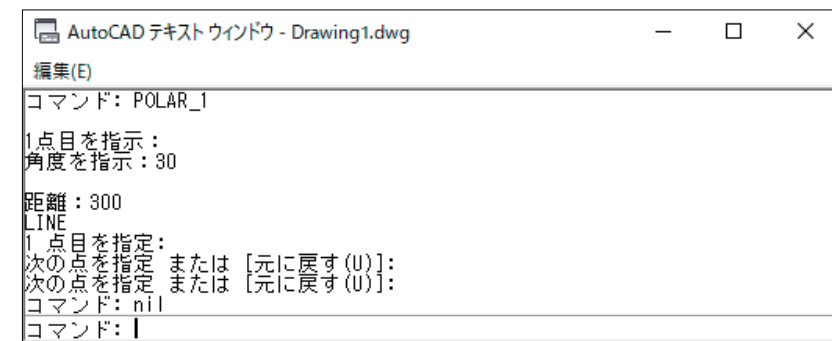 AutoCAD テキスト ウィンドウ - Drawing1.dwg
編集(E)
コマンド: POLAR_1
1点目を指示：
角度を指示：30
距離：300
LINE
1 点目を指定:
次の点を指定 または [元に戻す(U)]:
次の点を指定 または [元に戻す(U)]:
コマンド: nil
コマンド: